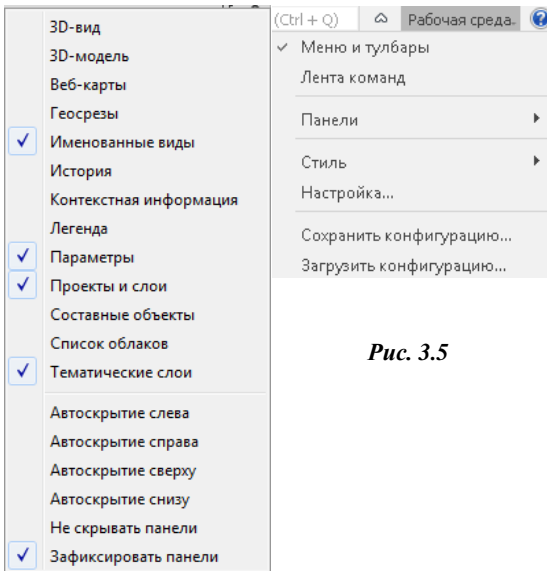 3D-вид
3D-модель
Веб-карты
Геосрезы
Именованные виды
История
Контекстная информация
Легенда
Параметры
Проекты и слои
Составные объекты
Список облаков
Тематические слои
Автоскрытие слева
Автоскрытие справа
Автоскрытие сверху
Автоскрытие снизу
Не скрывать панели
Зафиксировать панели
(Ctrl + Q) Рабочая среда
Меню и тулбары
Лента команд
Панели
Стиль
Настройка...
Сохранить конфигурацию...
Загрузить конфигурацию...
Рис. 3.5